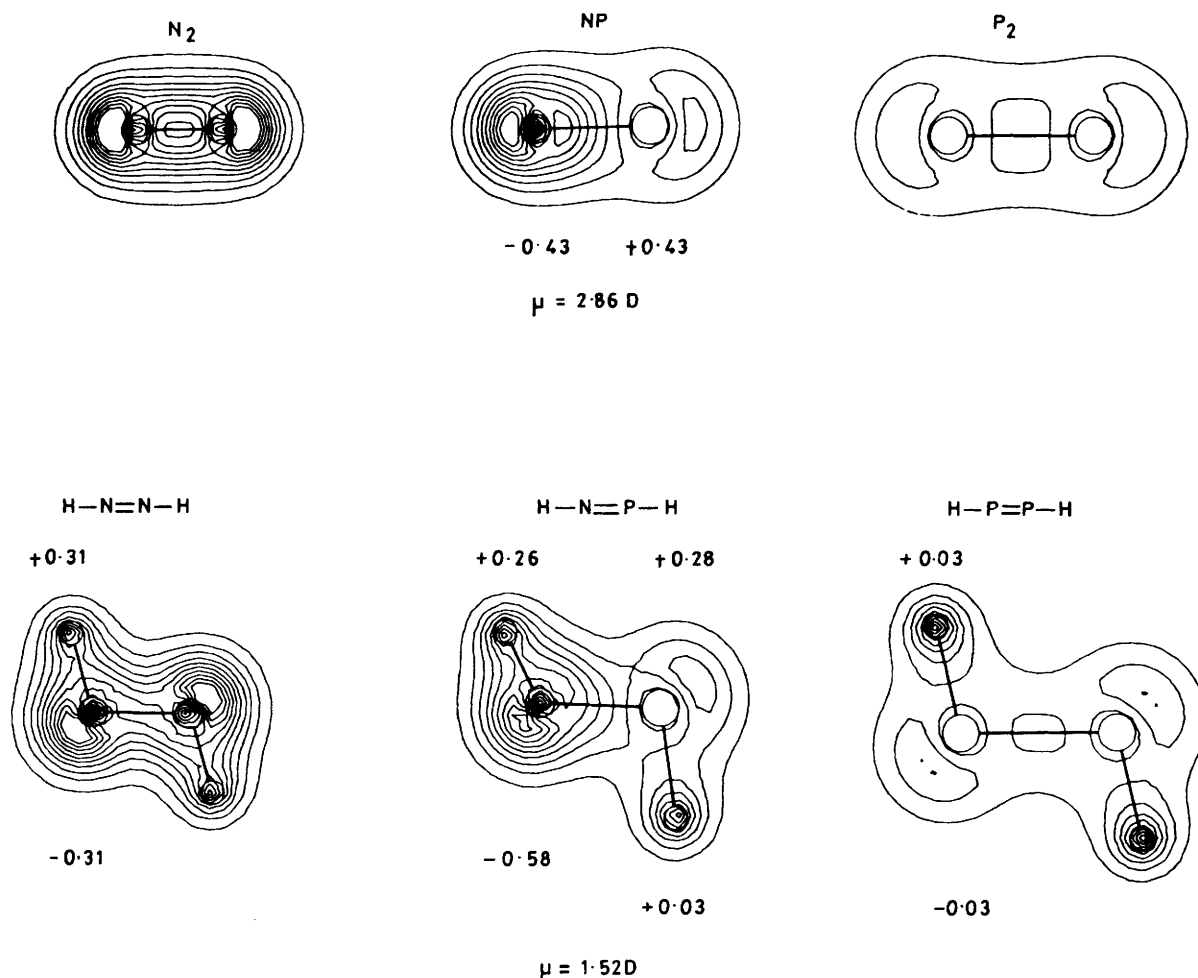 N₂ NP P₂
-0·43 +0·43
μ = 2·86 D
H—N=N—H H—N=P—H H—P=P—H
+0·31 +0·26 +0·28 +0·03
-0·31 -0·58 +0·03 -0·03
μ = 1·52D